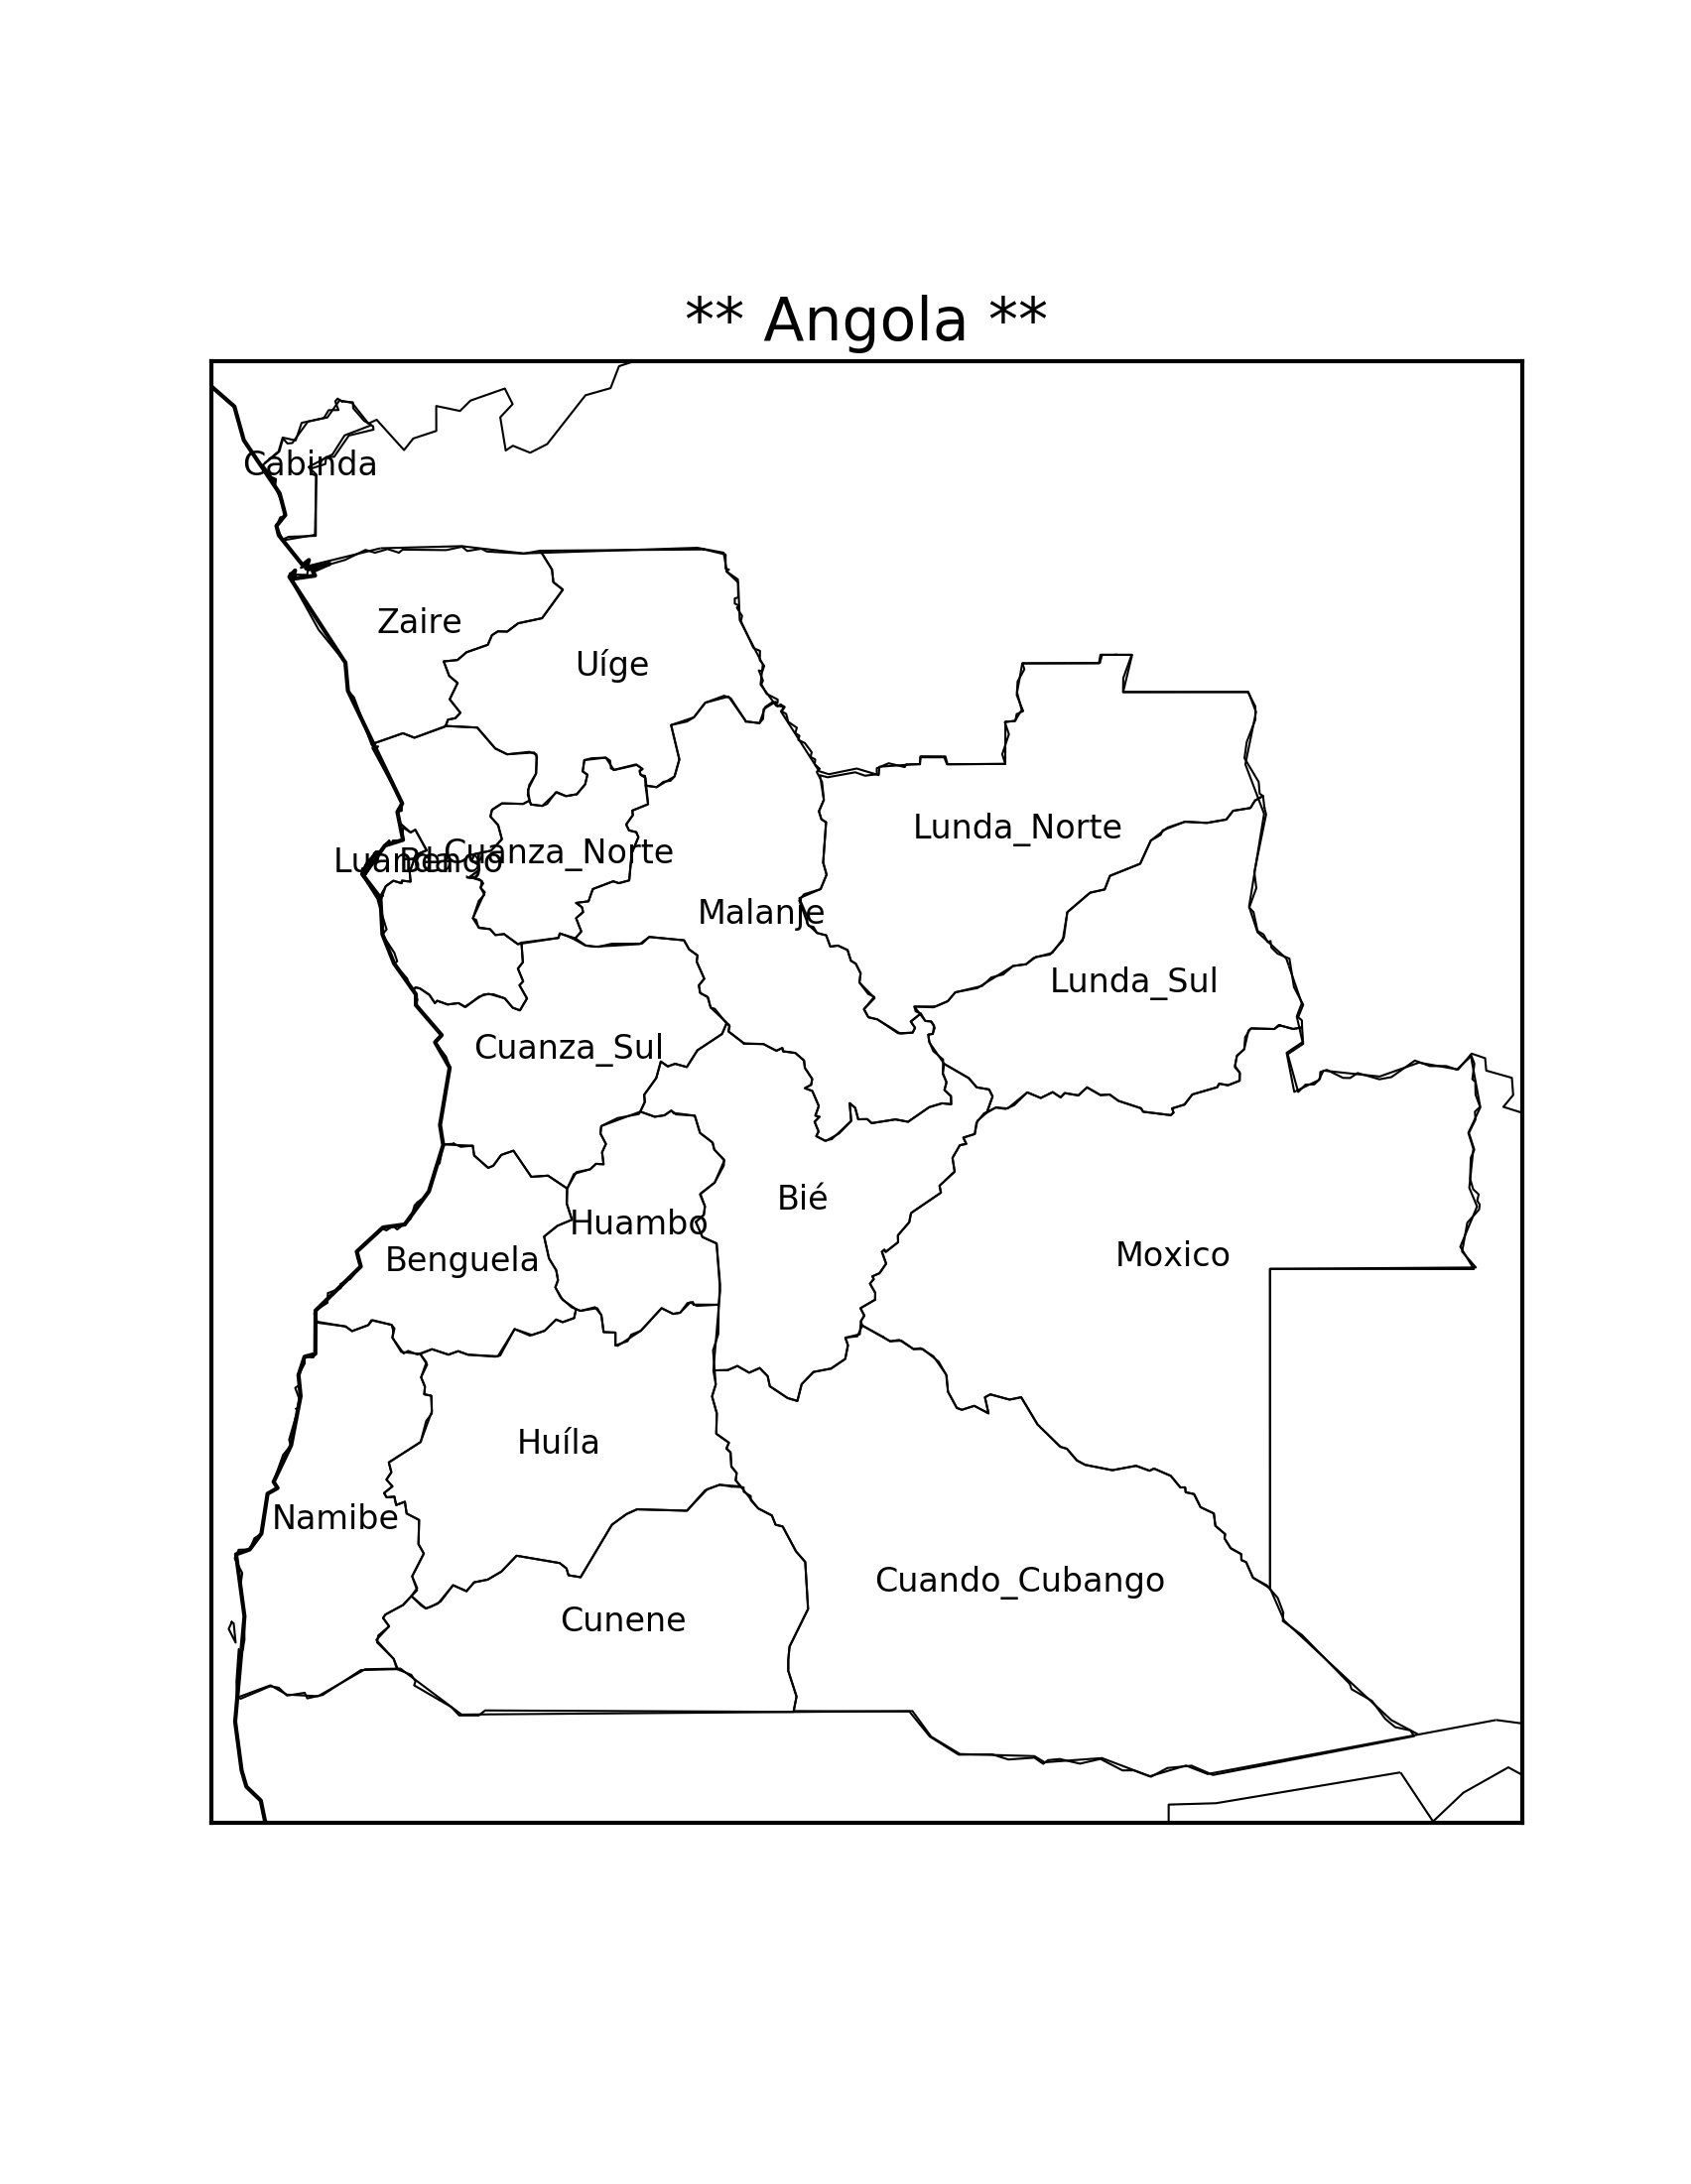 ** Angola **
Cabinda
Zaire
Uíge
Lunda_Norte
Cuanza_Norte
Luanda
Bengo
Malanje
Lunda_Sul
Cuanza_Sul
Bié
Huambo
Moxico
Benguela
Huíla
Namibe
Cuando_Cubango
Cunene